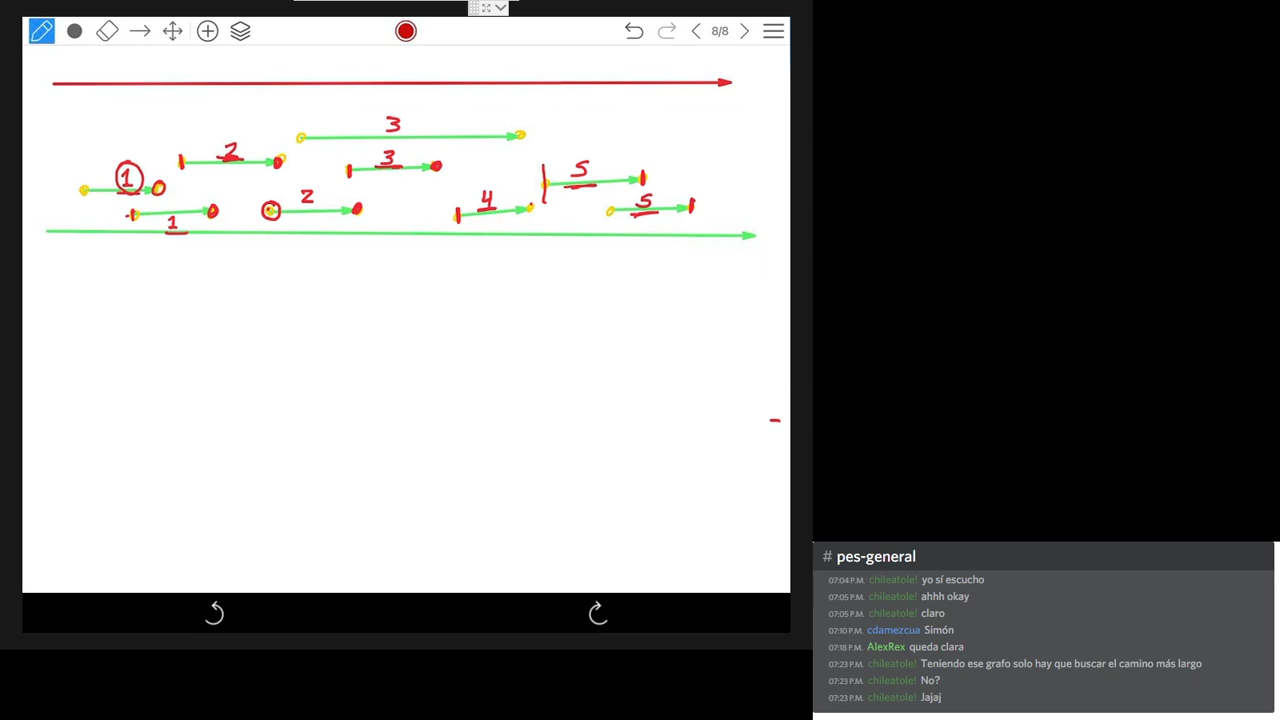 8/8
3
2
3
5
1
2
4
5
1
# pes-general
07:04 P.M. chileatole! yo sí escucho
07:05 P.M. chileatole! ahhh okay
07:05 P.M. chileatole! claro
07:10 P.M. cdamezcua Simón
07:18 P.M. AlexRex queda clara
07:23 P.M. chileatole! Teniendo ese grafo solo hay que buscar el camino más largo
07:23 P.M. chileatole! No?
07:23 P.M. chileatole! Jajaj